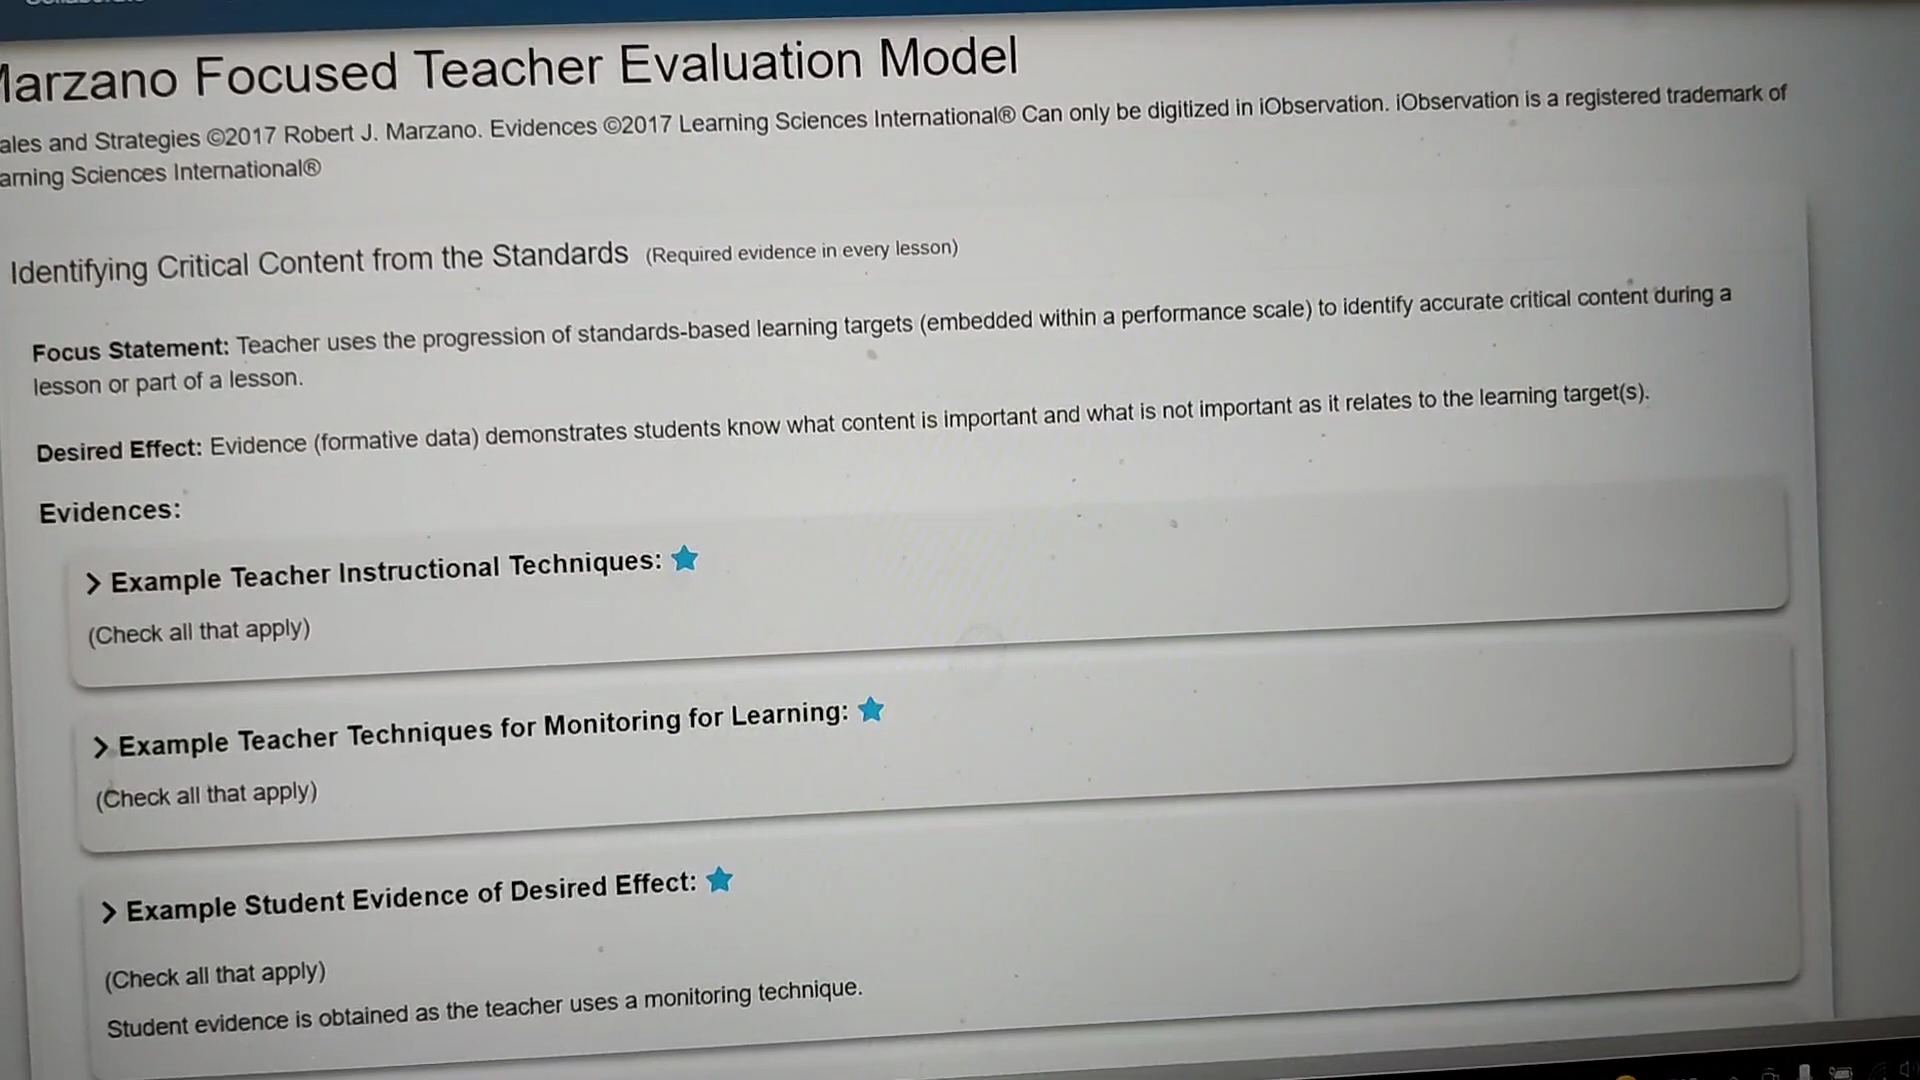 Marzano Focused Teacher Evaluation Model
ales and Strategies ©2017 Robert J. Marzano. Evidences ©2017 Learning Sciences International® Can only be digitized in iObservation. iObservation is a registered trademark of
arning Sciences International®
Identifying Critical Content from the Standards (Required evidence in every lesson)
Focus Statement: Teacher uses the progression of standards-based learning targets (embedded within a performance scale) to identify accurate critical content during a
lesson or part of a lesson.
Desired Effect: Evidence (formative data) demonstrates students know what content is important and what is not important as it relates to the learning target(s).
Evidences:
Example Teacher Instructional Techniques:
(Check all that apply)
Example Teacher Techniques for Monitoring for Learning:
(Check all that apply)
Example Student Evidence of Desired Effect:
(Check all that apply)
Student evidence is obtained as the teacher uses a monitoring technique.